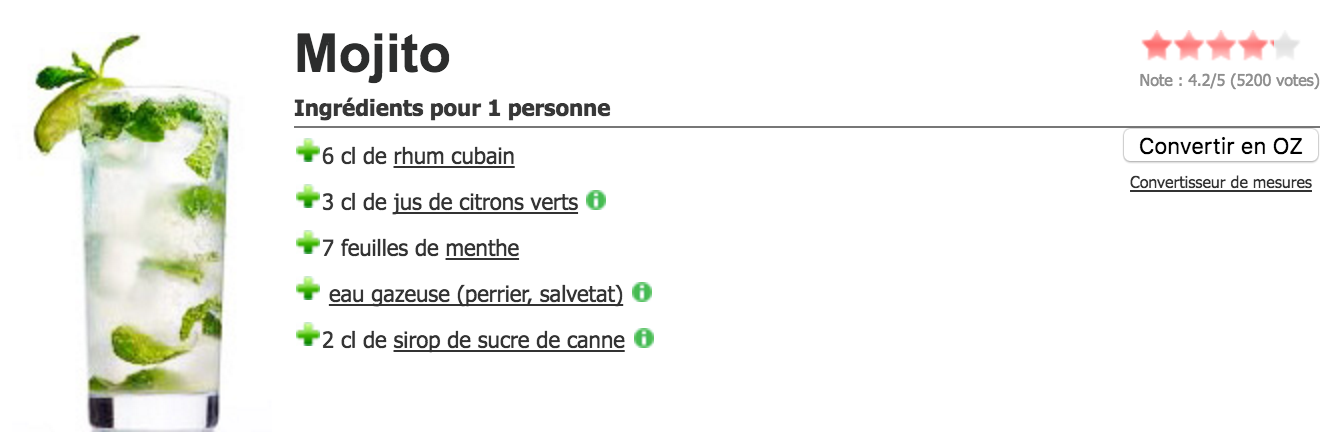 Mojito
Note : 4.2/5 (5200 votes)
Ingrédients pour 1 personne
6 cl de rhum cubain
Convertir en OZ
Convertisseur de mesures
3 cl de jus de citrons verts
7 feuilles de menthe
eau gazeuse (perrier, salvetat)
2 cl de sirop de sucre de canne